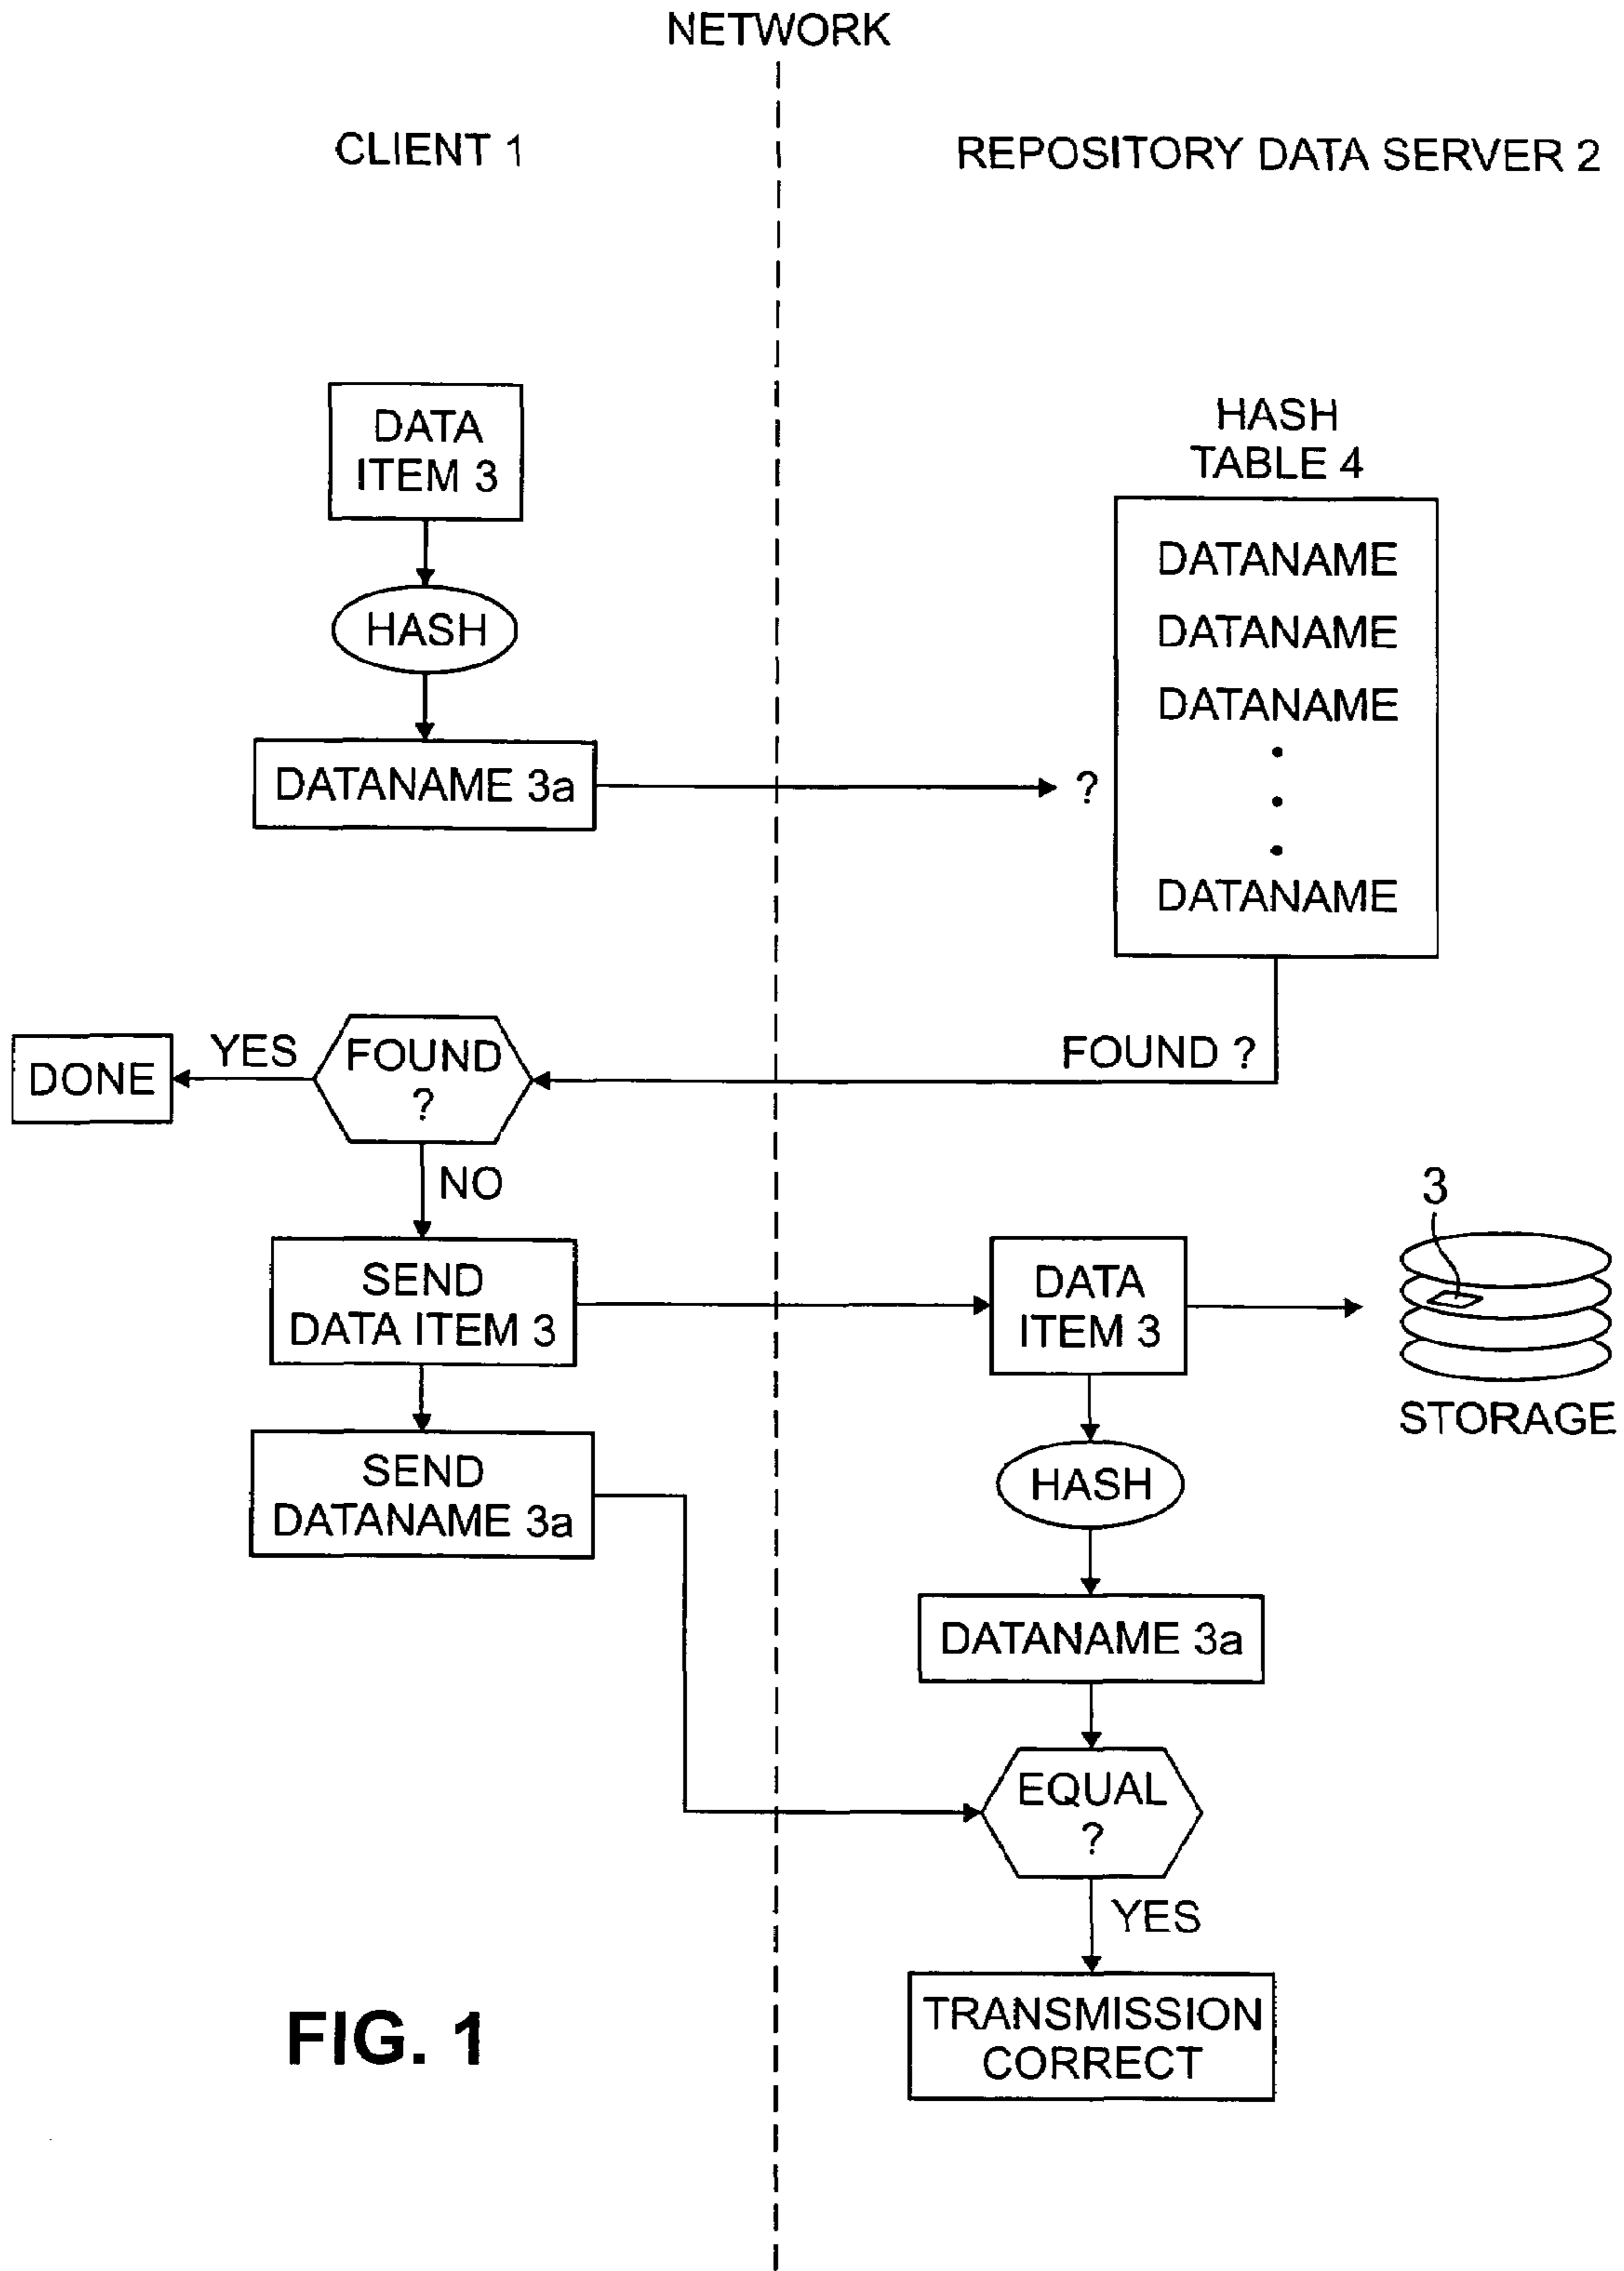 NETWORK
CLIENT 1
REPOSITORY DATA SERVER 2
DATA
ITEM 3
HASH
DATANAME 3a
?
HASH
TABLE 4
DATANAME
DATANAME
DATANAME
DATANAME
FOUND ?
FOUND
?
YES
DONE
NO
SEND
DATA ITEM 3
DATA
ITEM 3
3
STORAGE
SEND
DATANAME 3a
HASH
DATANAME 3a
EQUAL
?
YES
TRANSMISSION
CORRECT
FIG. 1